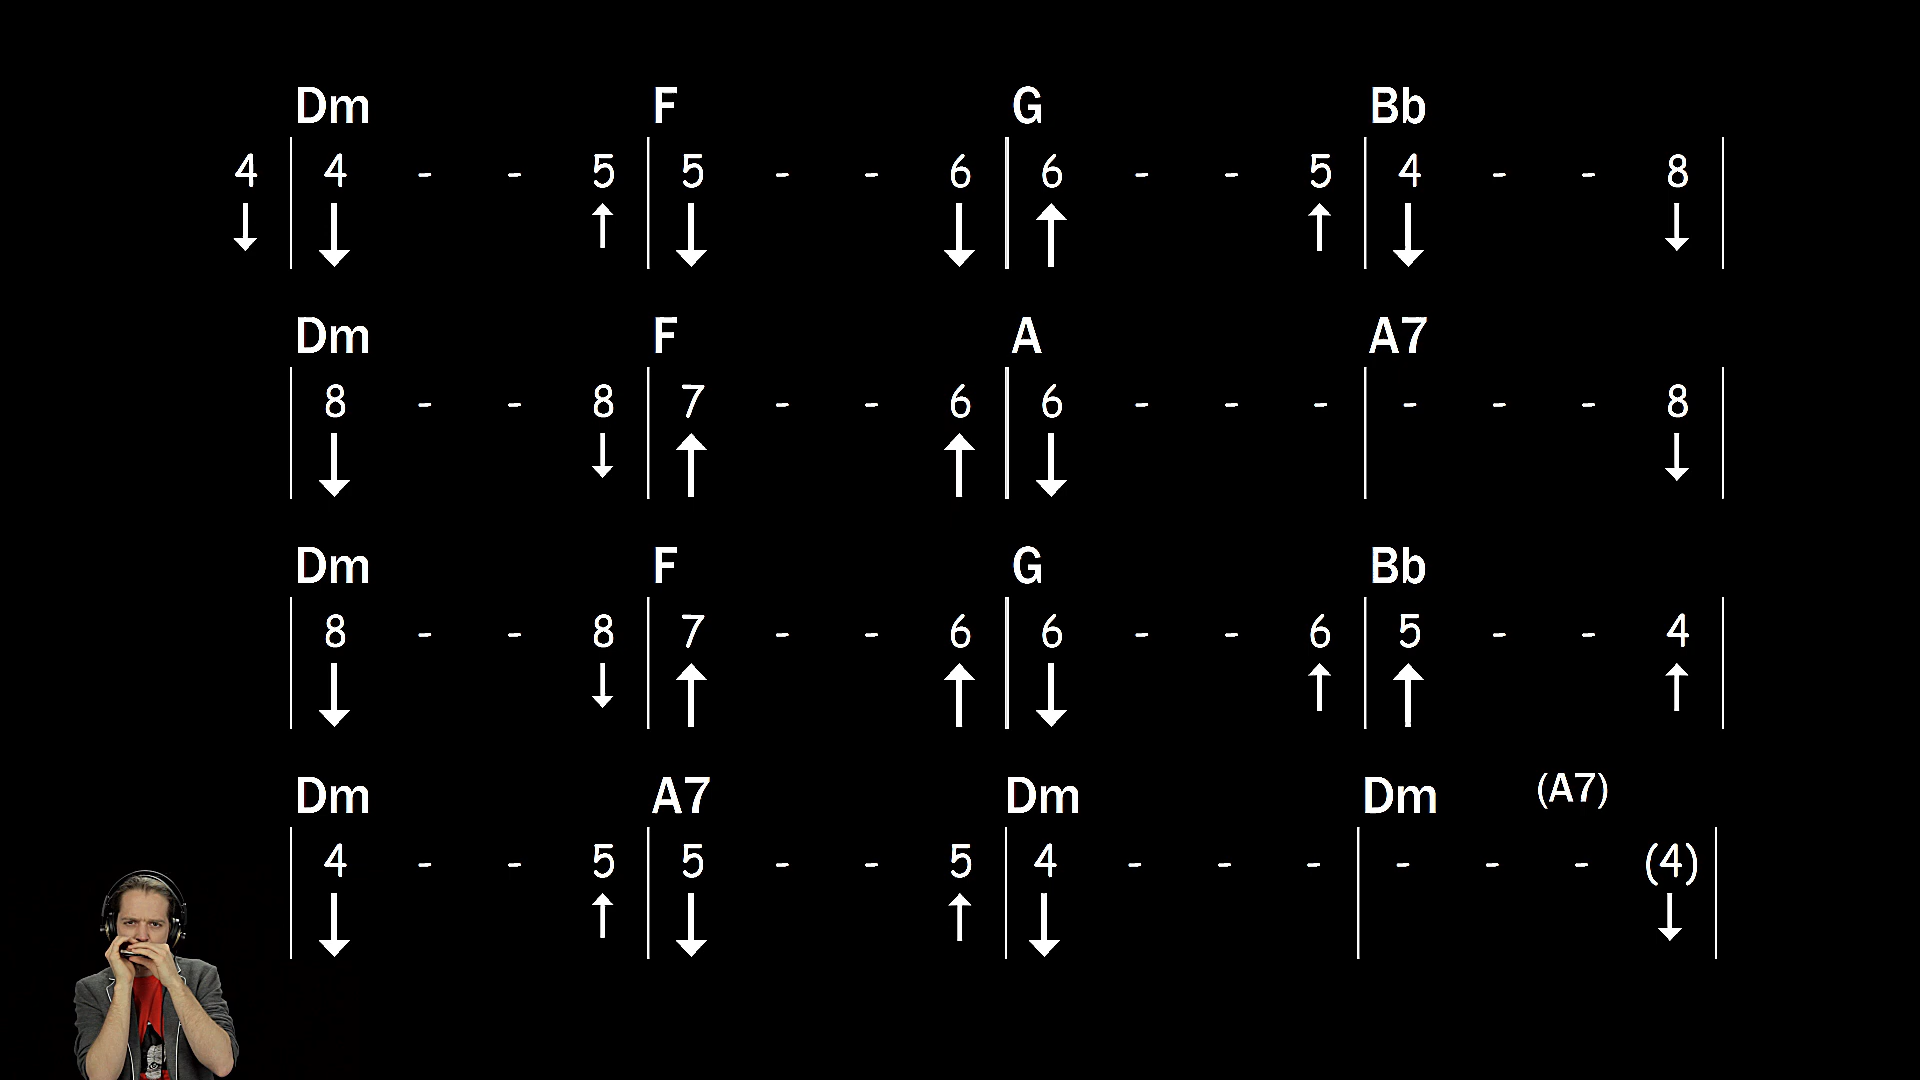 Dm F G Bb
4 4 - - 5 5 - - 6 6 - - 5 4 - - 8
↓ ↓ ↑ ↓ ↓ ↑ ↑ ↓ ↓
Dm F A A7
8 - - 8 7 - - 6 6 - - - - - - 8
↓ ↓ ↑ ↑ ↓ ↓
Dm F G Bb
8 - - 8 7 - - 6 6 - - 6 5 - - 4
↓ ↓ ↑ ↑ ↓ ↑ ↑ ↑
Dm A7 Dm Dm (A7)
4 - - 5 5 - - 5 4 - - - - - - (4)
↓ ↑ ↓ ↑ ↓ ↓